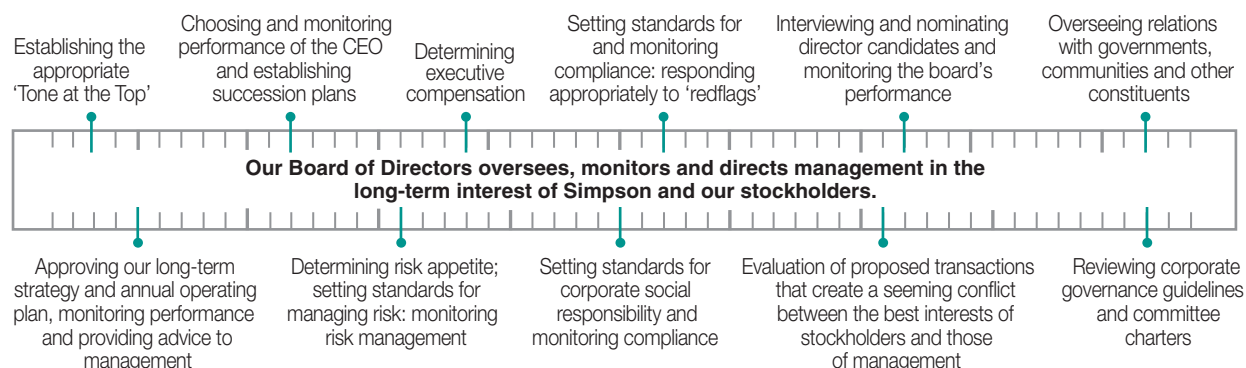 Establishing the
appropriate
‘Tone at the Top’
Choosing and monitoring
performance of the CEO
and establishing
succession plans
Determining
executive
compensation
Setting standards for
and monitoring
compliance: responding
appropriately to ‘redflags’
Interviewing and nominating
director candidates and
monitoring the board’s
performance
Overseeing relations
with governments,
communities and other
constituents
Our Board of Directors oversees, monitors and directs management in the
long-term interest of Simpson and our stockholders.
Approving our long-term
strategy and annual operating
plan, monitoring performance
and providing advice to
management
Determining risk appetite;
setting standards for
managing risk: monitoring
risk management
Setting standards for
corporate social
responsibility and
monitoring compliance
Evaluation of proposed transactions
that create a seeming conflict
between the best interests of
stockholders and those
of management
Reviewing corporate
governance guidelines
and committee
charters